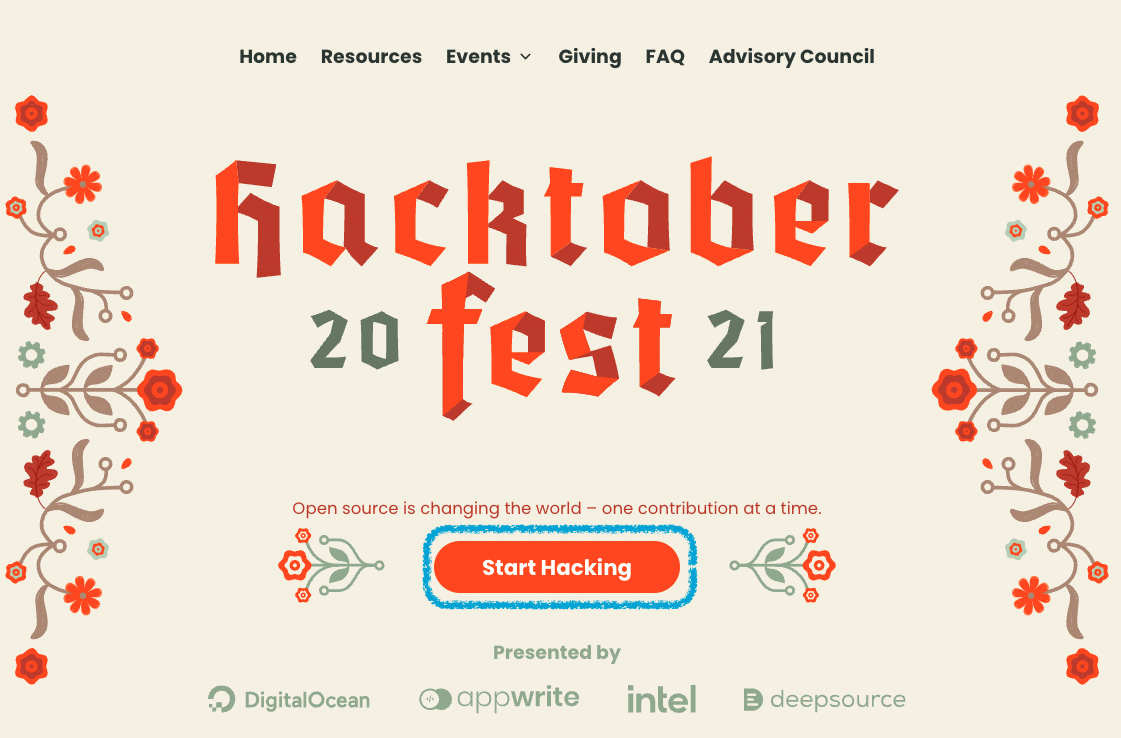 Home Resources Events Giving FAQ Advisory Council
hacktober
20 fest 21
Open source is changing the world – one contribution at a time.
Start Hacking
Presented by
DigitalOcean appwrite intel deepsource